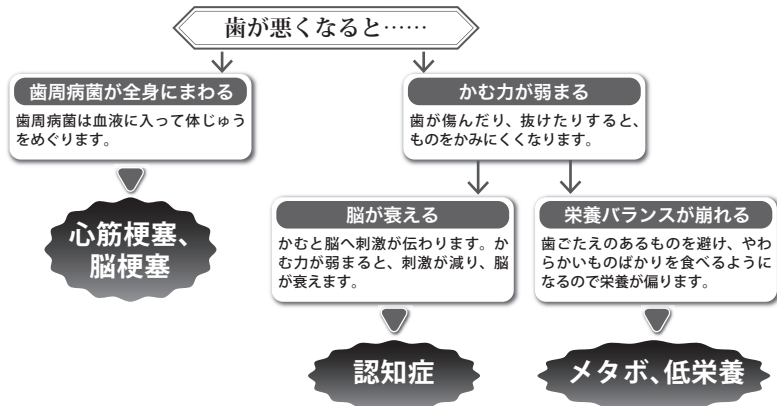 歯が悪くなると……
歯周病菌が全身にまわる
歯周病菌は血液に入って体じゅう
をめぐります。
心筋梗塞、
脳梗塞
かむ力が弱まる
歯が傷んだり、抜けたりすると、
ものをかみにくくなります。
脳が衰える
かむと脳へ刺激が伝わります。か
む力が弱まると、刺激が減り、脳
が衰えます。
認知症
栄養バランスが崩れる
歯ごたえのあるものを避け、やわ
らかいものばかりを食べるように
なるので栄養が偏ります。
メタボ、低栄養